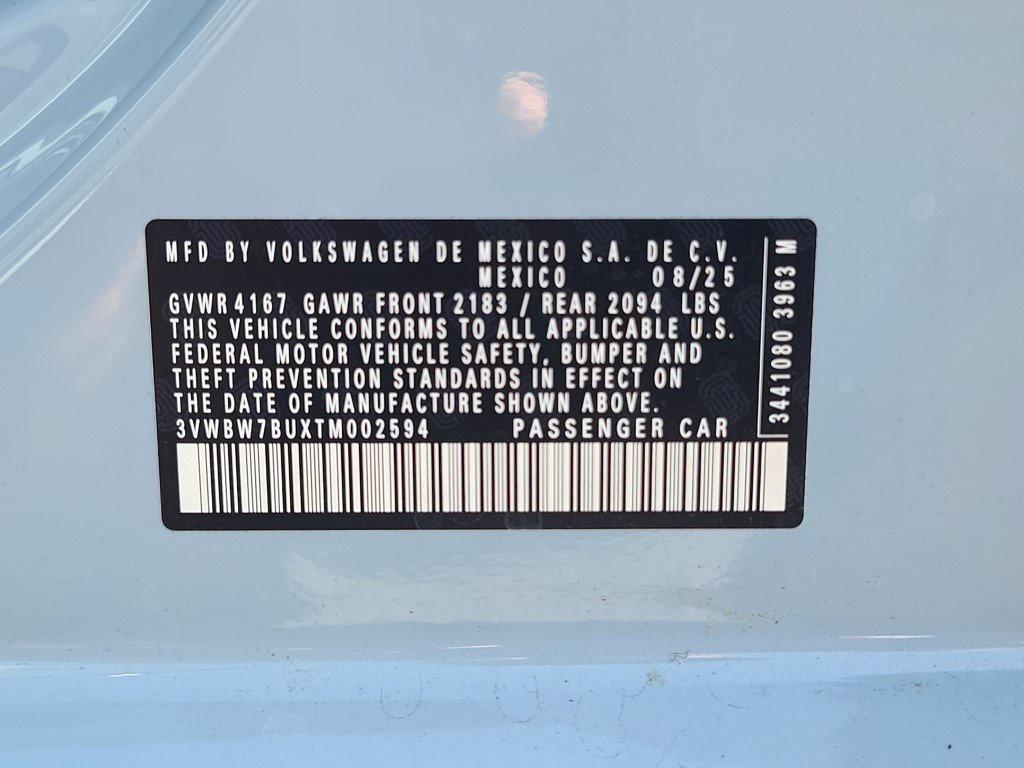 MFD BY VOLKSWAGEN DE MEXICO S.A. DE C.V.
MEXICO 08/25
GVWR 4167 GAWR FRONT 2183 / REAR 2094 LBS
THIS VEHICLE CONFORMS TO ALL APPLICABLE U.S.
FEDERAL MOTOR VEHICLE SAFETY, BUMPER AND
THEFT PREVENTION STANDARDS IN EFFECT ON
THE DATE OF MANUFACTURE SHOWN ABOVE.
3VWBW7BUXTM002594 PASSENGER CAR
3441080 3963 M